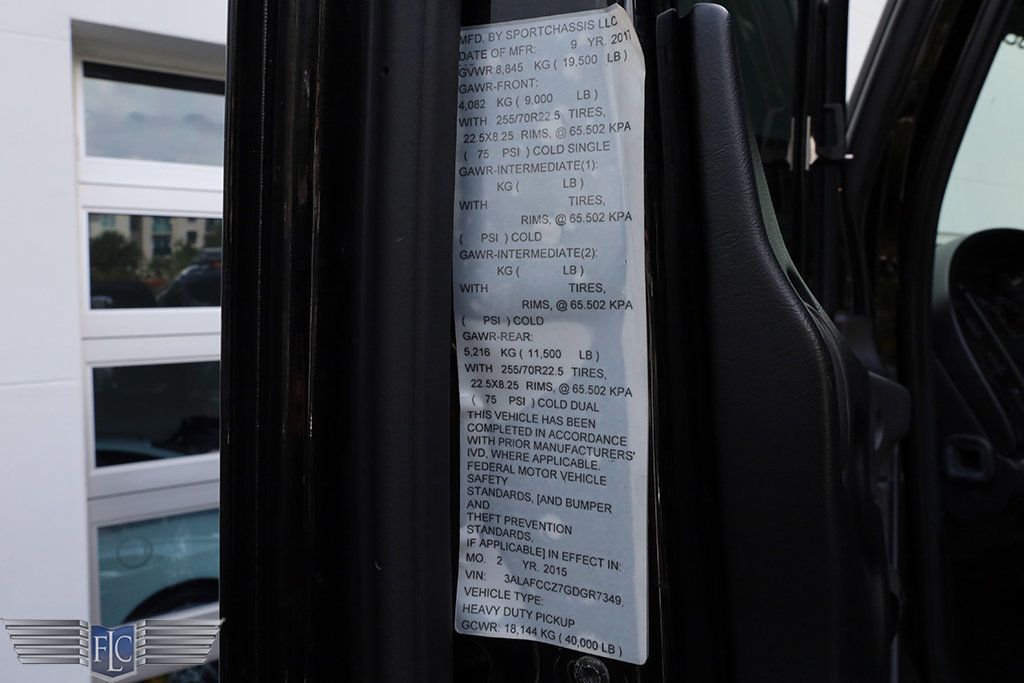 MFD. BY SPORTCHASSIS LLC
DATE OF MFR: 9 YR. 2011
GVWR:8,845 KG ( 19,500 LB )
GAWR-FRONT:
4,082 KG ( 9,000 LB )
WITH 255/70R22.5 TIRES,
22.5X8.25 RIMS, @ 65.502 KPA
( 75 PSI ) COLD SINGLE
GAWR-INTERMEDIATE(1):
KG ( LB )
WITH TIRES,
RIMS, @ 65.502 KPA
( PSI ) COLD
GAWR-INTERMEDIATE(2):
KG ( LB )
WITH TIRES,
RIMS, @ 65.502 KPA
( PSI ) COLD
GAWR-REAR:
5,216 KG ( 11,500 LB )
WITH 255/70R22.5 TIRES,
22.5X8.25 RIMS, @ 65.502 KPA
( 75 PSI ) COLD DUAL
THIS VEHICLE HAS BEEN
COMPLETED IN ACCORDANCE
WITH PRIOR MANUFACTURERS'
IVD, WHERE APPLICABLE.
FEDERAL MOTOR VEHICLE
SAFETY
STANDARDS, [AND BUMPER
AND
THEFT PREVENTION
STANDARDS,
IF APPLICABLE] IN EFFECT IN:
MO. 2 YR. 2015
VIN: 3ALAFCCZ7GDGR7349,
VEHICLE TYPE:
HEAVY DUTY PICKUP
GCWR: 18,144 KG ( 40,000 LB )
FLC